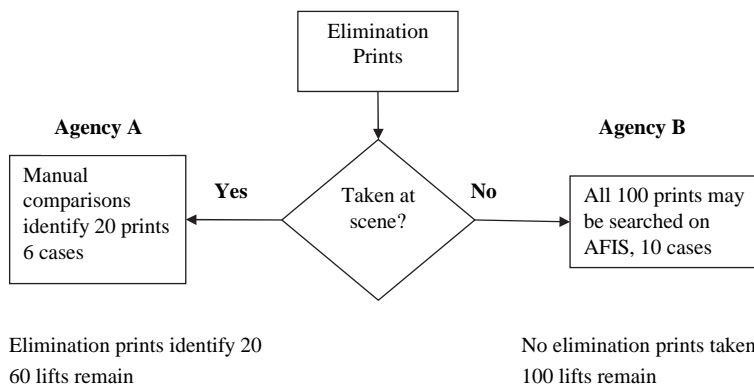 Elimination
Prints
Agency A
Agency B
Manual
comparisons
identify 20 prints
6 cases
Yes
Taken at
scene?
No
All 100 prints may
be searched on
AFIS, 10 cases
Elimination prints identify 20
60 lifts remain
No elimination prints taken
100 lifts remain